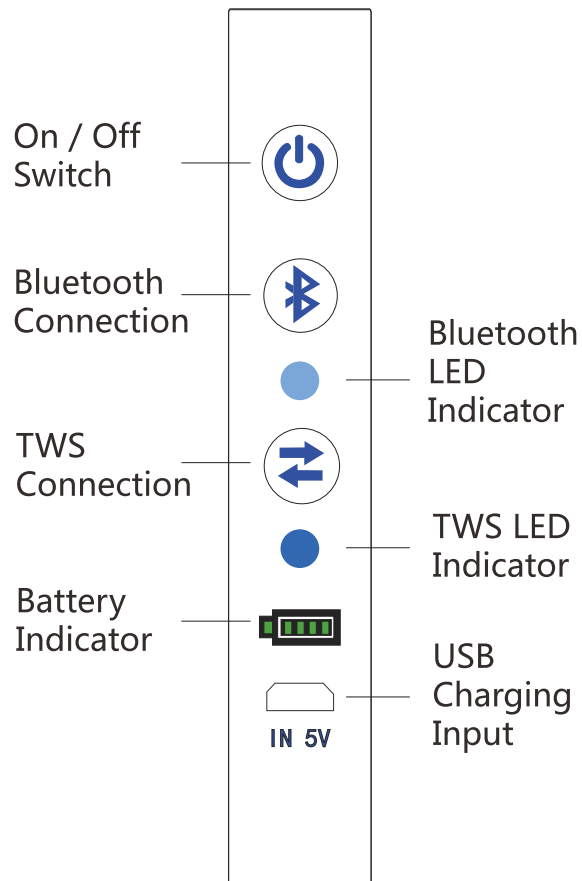 On / Off
Switch
Bluetooth
Connection
Bluetooth
LED
Indicator
TWS
Connection
TWS LED
Indicator
Battery
Indicator
USB
Charging
Input
IN 5V